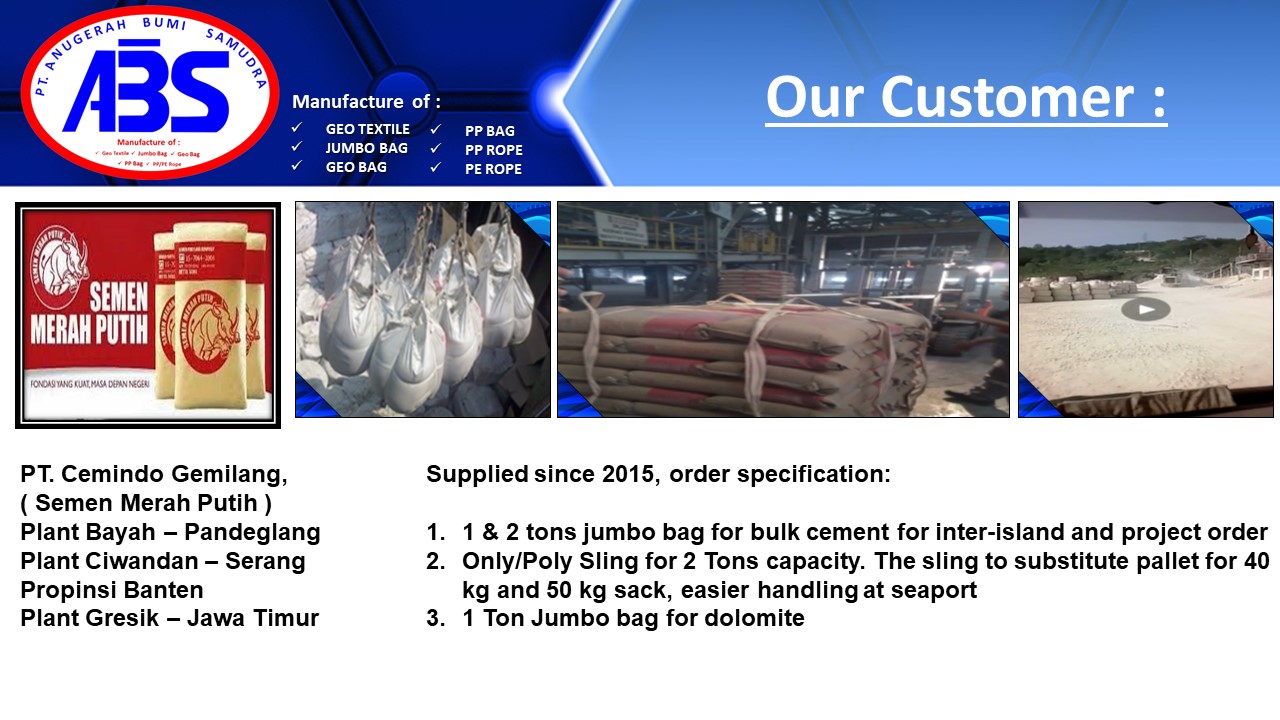 PT. ANUGERAH BUMI SAMUDRA
ABS
Manufacture of :
✓ Geo Textile ✓ Jumbo Bag ✓ Geo Bag
✓ PP Bag ✓ PP/PE Rope
Manufacture of :
✓ GEO TEXTILE ✓ PP BAG
✓ JUMBO BAG ✓ PP ROPE
✓ GEO BAG ✓ PE ROPE
Our Customer :
SEMEN MERAH PUTIH
SEMEN
MERAH PUTIH
FONDASI YANG KUAT, MASA DEPAN NEGERI
PT. Cemindo Gemilang,
( Semen Merah Putih )
Plant Bayah – Pandeglang
Plant Ciwandan – Serang
Propinsi Banten
Plant Gresik – Jawa Timur
Supplied since 2015, order specification:
1. 1 & 2 tons jumbo bag for bulk cement for inter-island and project order
2. Only/Poly Sling for 2 Tons capacity. The sling to substitute pallet for 40
kg and 50 kg sack, easier handling at seaport
3. 1 Ton Jumbo bag for dolomite